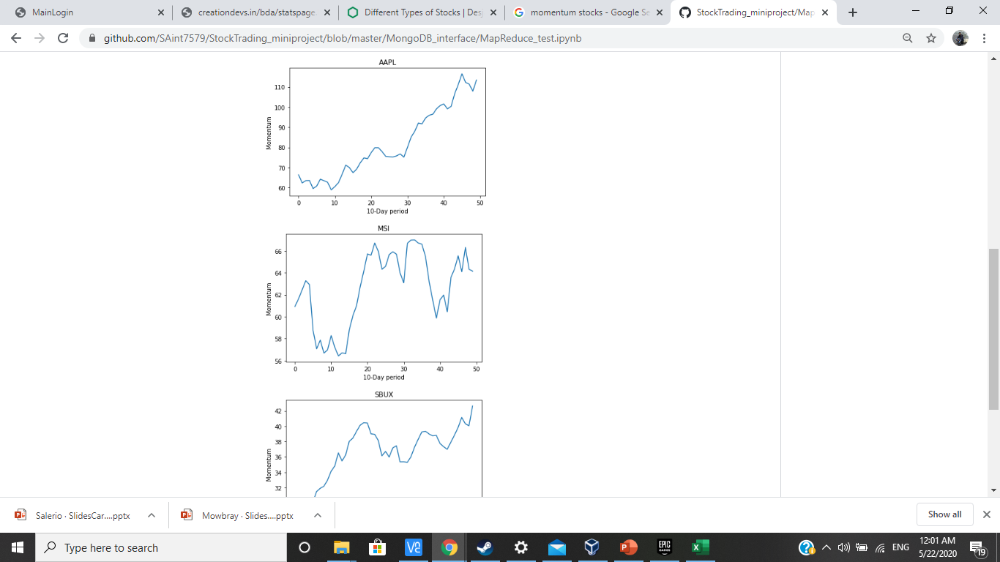 MainLogin
creationdevs.in/bda/statspage.
Different Types of Stocks | Desj
momentum stocks - Google Se
StockTrading_miniproject/Map
github.com/SAint7579/StockTrading_miniproject/blob/master/MongoDB_interface/MapReduce_test.ipynb
AAPL
110
100
90
80
70
60
Momentum
0 10 20 30 40 50
10-Day period
MSI
66
64
62
60
58
56
Momentum
0 10 20 30 40 50
10-Day period
SBUX
42
40
38
36
34
32
Momentum
Salerio · SlidesCar....pptx
Mowbray · Slides....pptx
Show all
Type here to search
EPIC GAMES
ENG
12:01 AM
5/22/2020
19